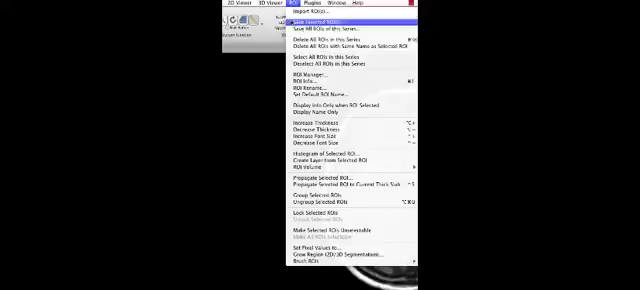 2D Viewer 3D Viewer ROI Plugins Window Help
Import ROI(s)...
Save Selected ROI(s)...
Save All ROIs of this Series...
Delete All ROIs in this Series
Delete All ROIs with Same Name as Selected ROI
Select All ROIs in this Series
Deselect All ROIs in this Series
ROI Manager...
ROI Info...
ROI Rename...
Set Default ROI Name...
Display Info Only when ROI Selected
Display Name Only
Increase Thickness
Decrease Thickness
Increase Font Size
Decrease Font Size
Histogram of Selected ROI...
Create Layer from Selected ROI
ROI Volume
Propagate Selected ROI...
Propagate Selected ROI to Current Thick Slab
Group Selected ROIs
Ungroup Selected ROIs
Lock Selected ROIs
Unlock Selected ROIs
Make Selected ROIs Unselectable
Make All ROIs Selectable
Set Pixel Values to...
Grow Region (2D/3D Segmentation)...
Brush ROIs